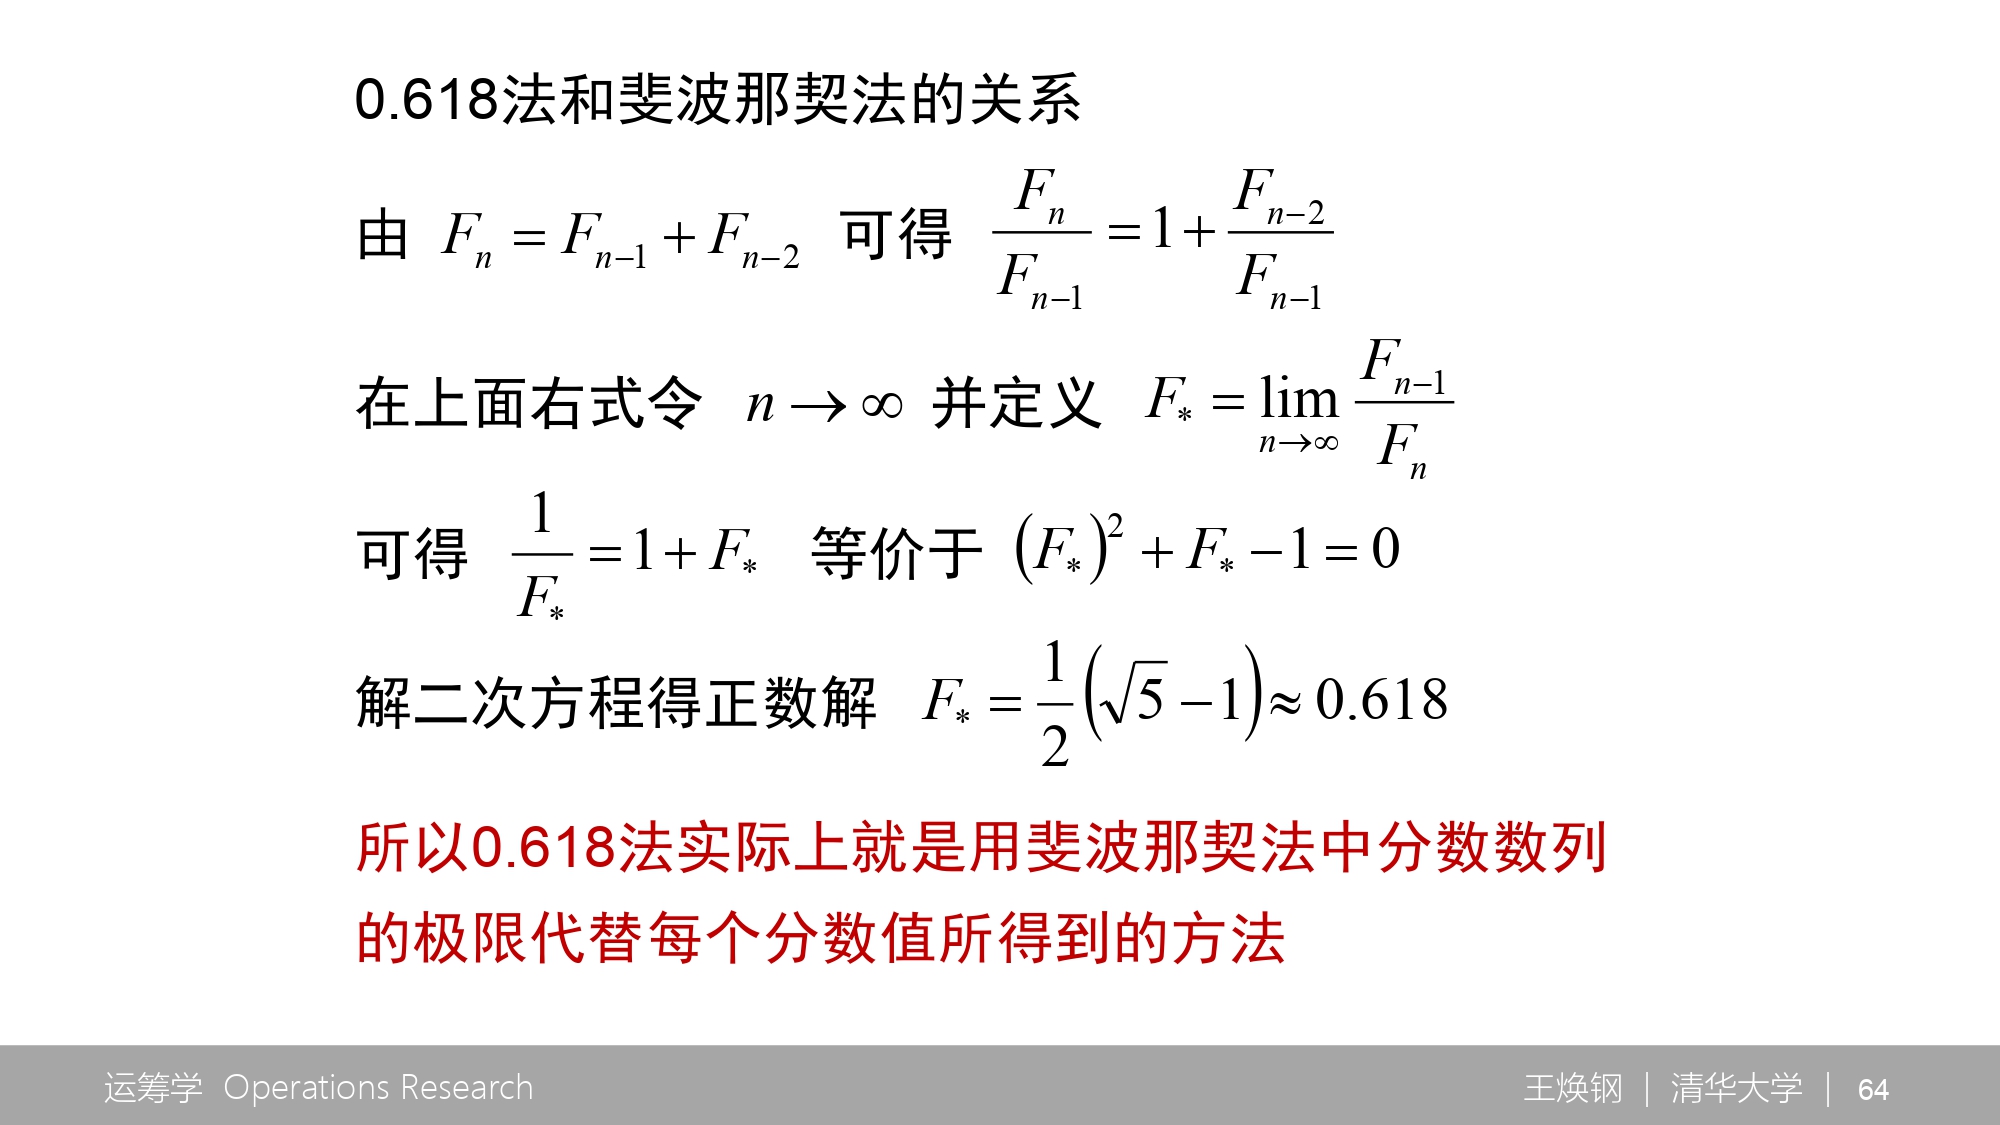 0.618法和斐波那契法的关系
由 $F_n = F_{n-1} + F_{n-2}$ 可得 $\frac{F_n}{F_{n-1}} = 1 + \frac{F_{n-2}}{F_{n-1}}$
在上面右式令 $n \to \infty$ 并定义 $F_* = \lim_{n \to \infty} \frac{F_{n-1}}{F_n}$
可得 $\frac{1}{F_*} = 1 + F_*$ 等价于 $(F_*)^2 + F_* - 1 = 0$
解二次方程得正数解 $F_* = \frac{1}{2}(\sqrt{5} - 1) \approx 0.618$
所以0.618法实际上就是用斐波那契法中分数数列
的极限代替每个分数值所得到的方法
运筹学 Operations Research 王焕钢 | 清华大学 | 64